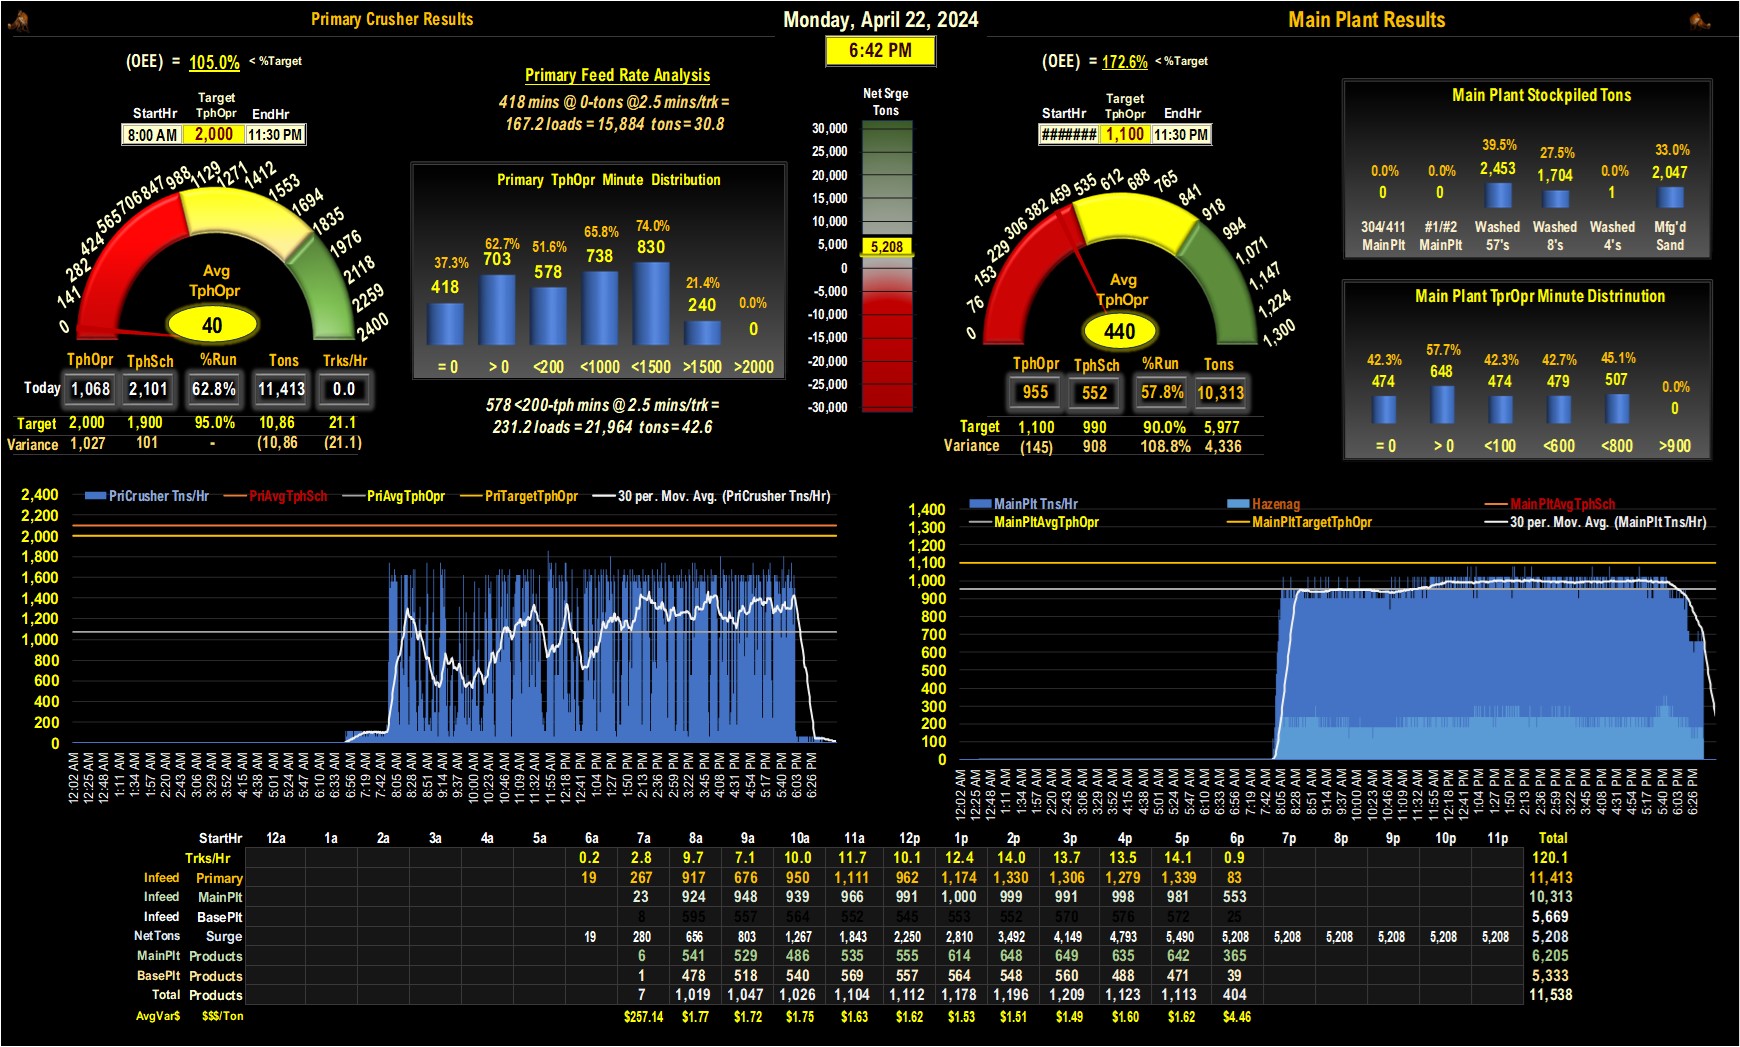 Primary Crusher Results
Monday, April 22, 2024
Main Plant Results
6:42 PM
(OEE) = 105.0% < %Target
StartHr Target TphOpr EndHr
8:00 AM 2,000 11:30 PM
0 141 282 424 565 706 847 988 1129 1271 1412 1553 1694 1835 1976 2118 2259 2400
Avg
TphOpr
40
TphOpr TphSch %Run Tons Trks/Hr
Today 1,068 2,101 62.8% 11,413 0.0
Target 2,000 1,900 95.0% 10,86 21.1
Variance 1,027 101 - (10,86 (21.1)
Primary Feed Rate Analysis
418 mins @ 0-tons @2.5 mins/trk =
167.2 loads = 15,884 tons = 30.8
Primary TphOpr Minute Distribution
37.3% 62.7% 51.6% 65.8% 74.0% 21.4% 0.0%
418 703 578 738 830 240 0
= 0 > 0 <200 <1000 <1500 >1500 >2000
578 <200-tph mins @ 2.5 mins/trk =
231.2 loads = 21,964 tons = 42.6
Net Srge
Tons
30,000
25,000
20,000
15,000
10,000
5,000
5,208
0
-5,000
-10,000
-15,000
-20,000
-25,000
-30,000
(OEE) = 172.6% < %Target
StartHr Target TphOpr EndHr
####### 1,100 11:30 PM
0 76 153 229 306 382 459 535 612 688 765 841 918 994 1,071 1,147 1,224 1,300
Avg
TphOpr
440
TphOpr TphSch %Run Tons
955 552 57.8% 10,313
Target 1,100 990 90.0% 5,977
Variance (145) 908 108.8% 4,336
Main Plant Stockpiled Tons
0.0% 0.0% 39.5% 27.5% 0.0% 33.0%
0 0 2,453 1,704 1 2,047
304/411 #1/#2 Washed Washed Washed Mfg'd
MainPlt MainPlt 57's 8's 4's Sand
Main Plant TprOpr Minute Distrinution
42.3% 57.7% 42.3% 42.7% 45.1% 0.0%
474 648 474 479 507 0
= 0 > 0 <100 <600 <800 >900
PriCrusher Tns/Hr PriAvgTphSch PriAvgTphOpr PriTargetTphOpr 30 per. Mov. Avg. (PriCrusher Tns/Hr)
2,400
2,200
2,000
1,800
1,600
1,400
1,200
1,000
800
600
400
200
0
12:02 AM 12:25 AM 12:48 AM 1:11 AM 1:34 AM 1:57 AM 2:20 AM 2:43 AM 3:06 AM 3:29 AM 3:52 AM 4:15 AM 4:38 AM 5:01 AM 5:24 AM 5:47 AM 6:10 AM 6:33 AM 6:56 AM 7:19 AM 7:42 AM 8:05 AM 8:28 AM 8:51 AM 9:14 AM 9:37 AM 10:00 AM 10:23 AM 10:46 AM 11:09 AM 11:32 AM 11:55 AM 12:18 PM 12:41 PM 1:04 PM 1:27 PM 1:50 PM 2:13 PM 2:36 PM 2:59 PM 3:22 PM 3:45 PM 4:08 PM 4:31 PM 4:54 PM 5:17 PM 5:40 PM 6:03 PM 6:26 PM
MainPlt Tns/Hr Hazenag MainPltAvgTphSch
MainPltAvgTphOpr MainPltTargetTphOpr 30 per. Mov. Avg. (MainPlt Tns/Hr)
1,400
1,300
1,200
1,100
1,000
900
800
700
600
500
400
300
200
100
0
12:02 AM 12:25 AM 12:48 AM 1:11 AM 1:34 AM 1:57 AM 2:20 AM 2:43 AM 3:06 AM 3:29 AM 3:52 AM 4:15 AM 4:38 AM 5:01 AM 5:24 AM 5:47 AM 6:10 AM 6:33 AM 6:56 AM 7:19 AM 7:42 AM 8:05 AM 8:28 AM 8:51 AM 9:14 AM 9:37 AM 10:00 AM 10:23 AM 10:46 AM 11:09 AM 11:32 AM 11:55 AM 12:18 PM 12:41 PM 1:04 PM 1:27 PM 1:50 PM 2:13 PM 2:36 PM 2:59 PM 3:22 PM 3:45 PM 4:08 PM 4:31 PM 4:54 PM 5:17 PM 5:40 PM 6:03 PM 6:26 PM
StartHr 12a 1a 2a 3a 4a 5a 6a 7a 8a 9a 10a 11a 12p 1p 2p 3p 4p 5p 6p 7p 8p 9p 10p 11p Total
Trks/Hr 0.2 2.8 9.7 7.1 10.0 11.7 10.1 12.4 14.0 13.7 13.5 14.1 0.9 120.1
Infeed Primary 19 267 917 676 950 1,111 962 1,174 1,330 1,306 1,279 1,339 83 11,413
Infeed MainPlt 23 924 948 939 966 991 1,000 999 991 998 981 553 10,313
Infeed BasePlt 8 595 557 564 552 545 553 552 570 576 572 25 5,669
NetTons Surge 19 280 656 803 1,267 1,843 2,250 2,810 3,492 4,149 4,793 5,490 5,208 5,208 5,208 5,208 5,208 5,208 5,208
MainPlt Products 6 541 529 486 535 555 614 648 649 635 642 365 6,205
BasePlt Products 1 478 518 540 569 557 564 548 560 488 471 39 5,333
Total Products 7 1,019 1,047 1,026 1,104 1,112 1,178 1,196 1,209 1,123 1,113 404 11,538
AvgVar$ $$$/Ton $257.14 $1.77 $1.72 $1.75 $1.63 $1.62 $1.53 $1.51 $1.49 $1.60 $1.62 $4.46